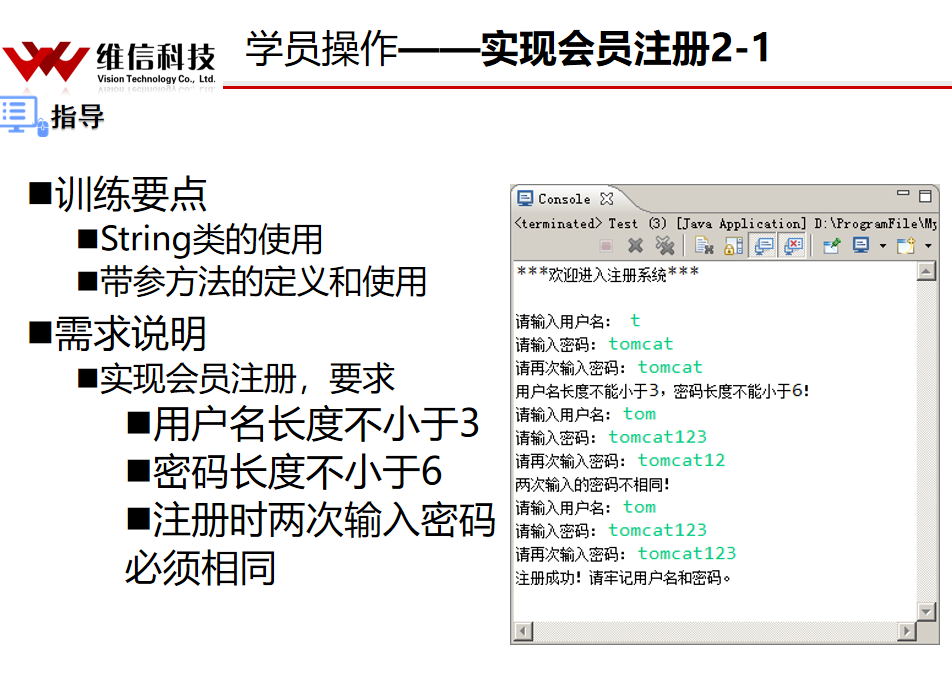 维信科技
Vision Technology Co., Ltd.
学员操作——实现会员注册2-1
指导
■训练要点
■String类的使用
■带参方法的定义和使用
■需求说明
■实现会员注册，要求
■用户名长度不小于3
■密码长度不小于6
■注册时两次输入密码
必须相同
Console
<terminated> Test (3) [Java Application] D:\ProgramFile\My
***欢迎进入注册系统***
请输入用户名： t
请输入密码：tomcat
请再次输入密码：tomcat
用户名长度不能小于3，密码长度不能小于6!
请输入用户名：tom
请输入密码：tomcat123
请再次输入密码：tomcat12
两次输入的密码不相同!
请输入用户名：tom
请输入密码：tomcat123
请再次输入密码：tomcat123
注册成功！请牢记用户名和密码。